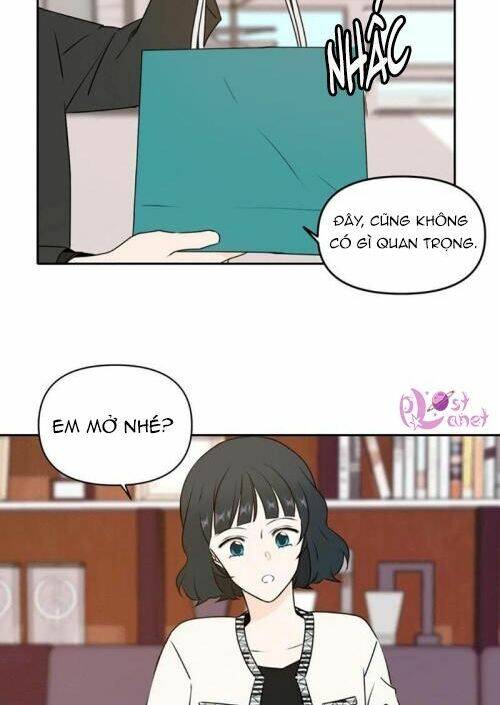 NHẤC
ĐÂY, CŨNG KHÔNG
CÓ GÌ QUAN TRỌNG.
Lost
Planet
EM MỞ NHÉ?